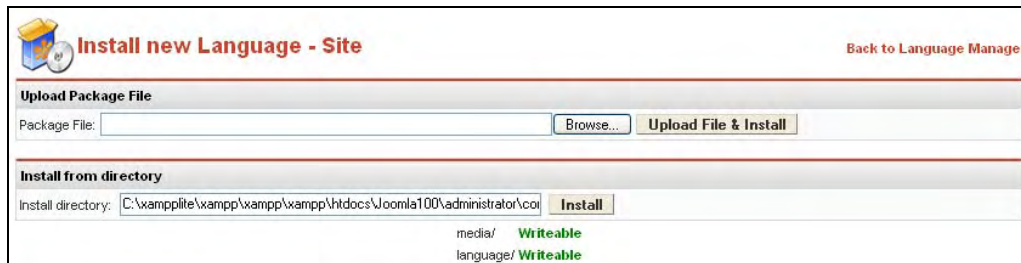 Install new Language - Site
Back to Language Manage
Upload Package File
Package File: Browse... Upload File & Install
Install from directory
Install directory: C:\xampplite\xampp\xampp\xampp\htdocs\Joomla100\administrator\cor Install
media/ Writeable
language/ Writeable